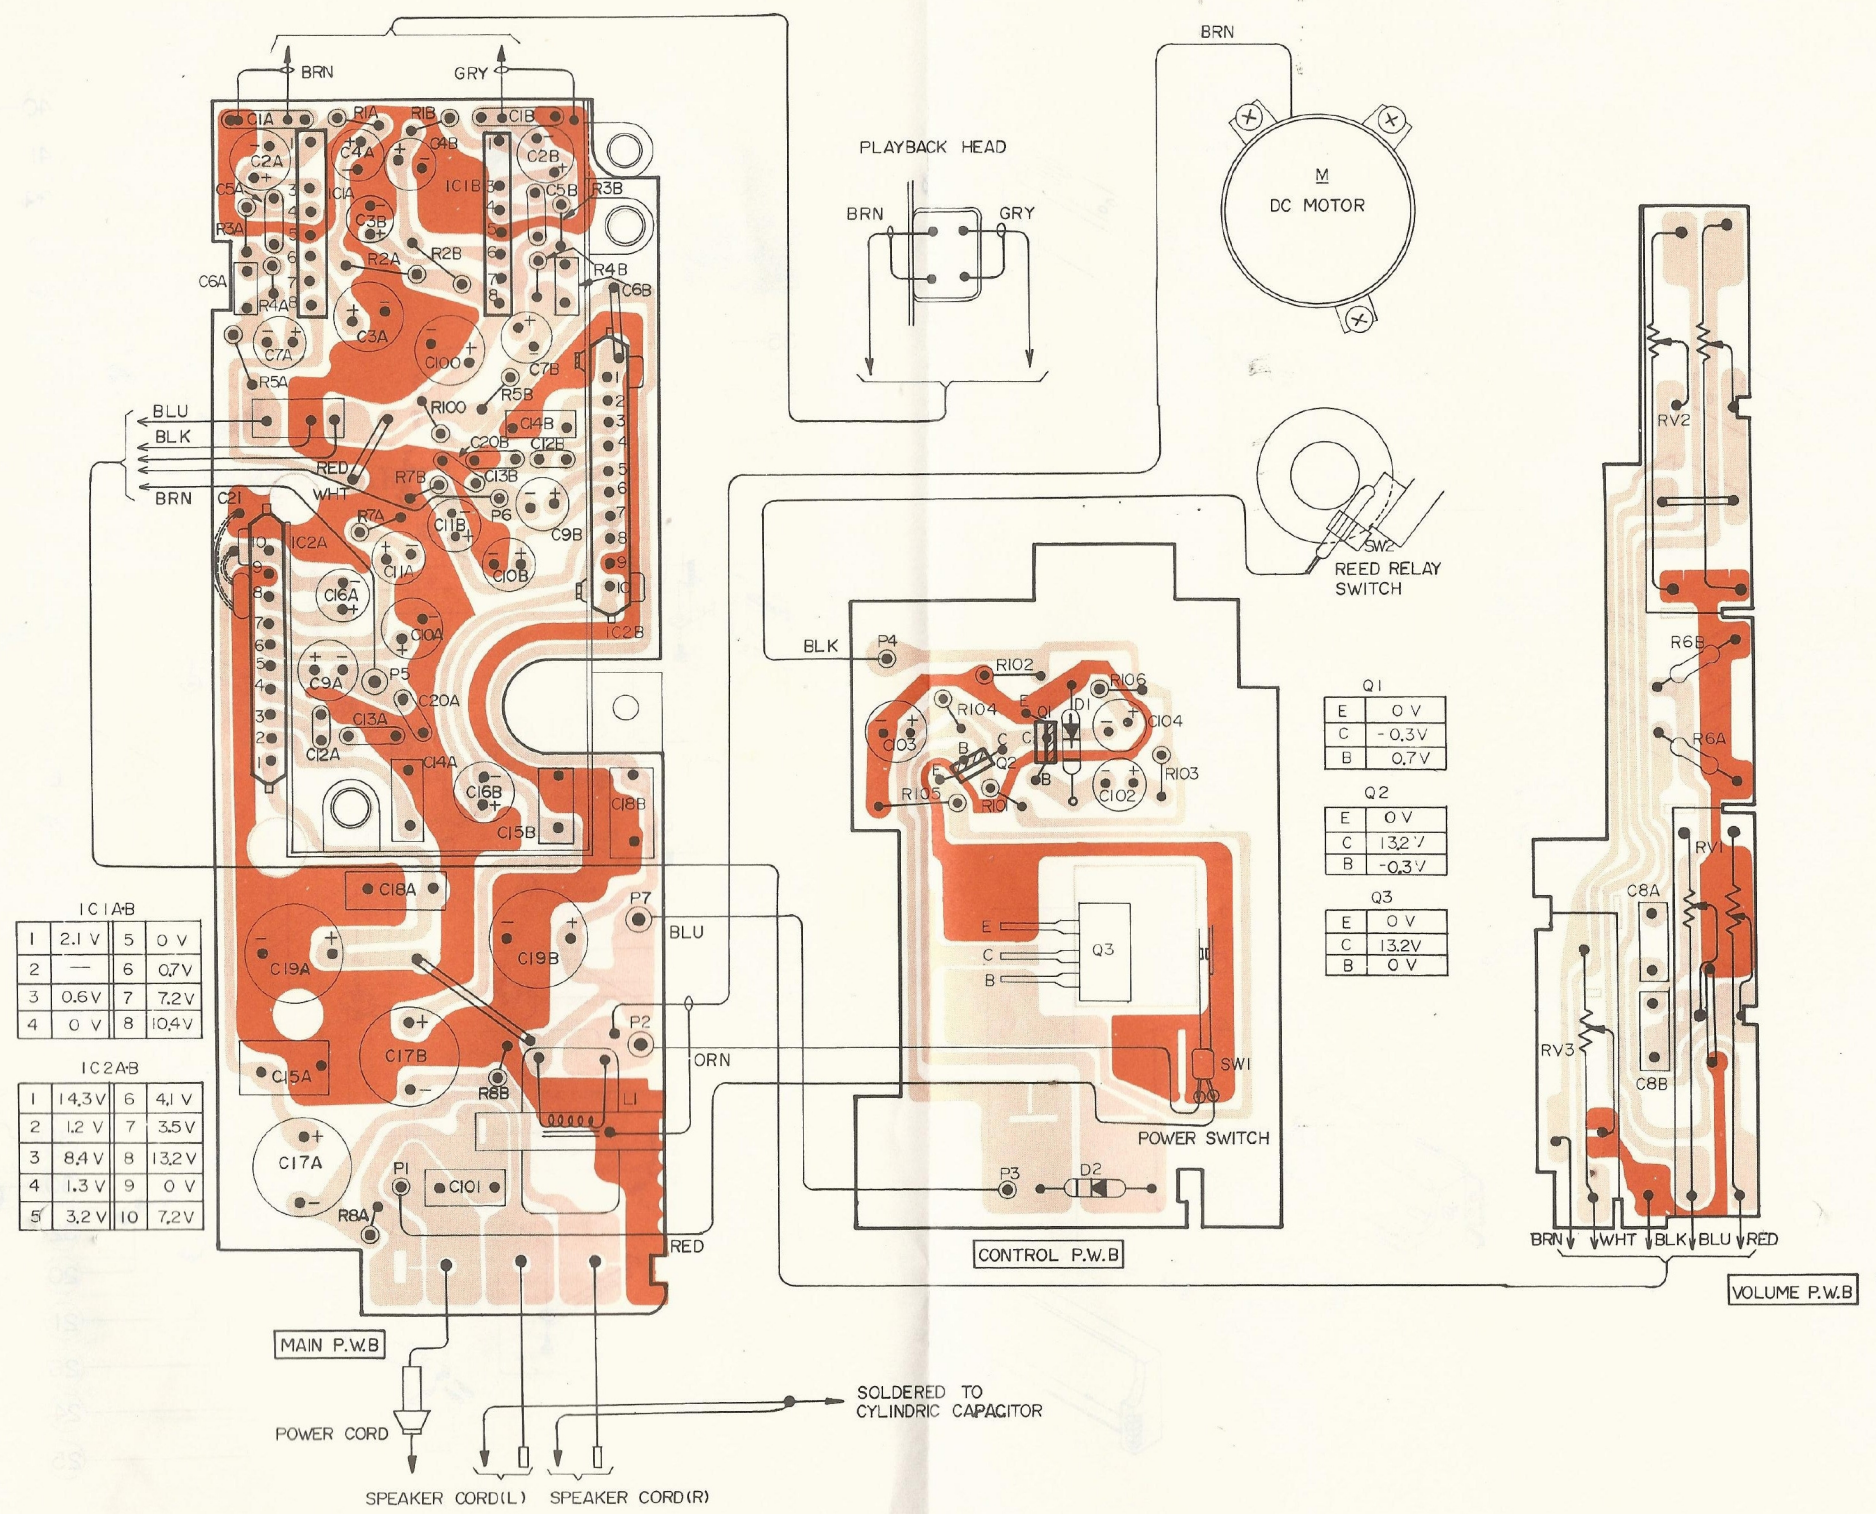 BRN
GRY
C1A
R1A
R1B
C1B
C2A
C4A
C4B
C2B
C5A
IC1A
IC1B
C5B
R3B
R3A
C3B
R2A
R2B
R4B
C6A
R4A
C6B
C3A
C7A
C100
C7B
R5A
R5B
R100
BLU
BLK
RED
WHT
BRN
C14B
C20B
C12B
R7B
C13B
P6
C21
R7A
C11B
C9B
IC2A
C11A
C10B
C16A
C10A
IC2B
C9A
P5
C20A
C13A
C12A
C14A
C16B
C15B
C18B
C18A
P7
BLU
C19A
C19B
P2
ORN
C17B
C15A
R8B
L1
C17A
P1
C101
R8A
RED
MAIN P.W.B
POWER CORD
SPEAKER CORD(L)
SPEAKER CORD(R)
SOLDERED TO
CYLINDRIC CAPACITOR
IC1A·B
1 2.1 V 5 0 V
2 — 6 0.7V
3 0.6 V 7 7.2V
4 0 V 8 10.4V
IC2A·B
1 14.3V 6 4.1 V
2 1.2 V 7 3.5V
3 8.4 V 8 13.2V
4 1.3 V 9 0 V
5 3.2 V 10 7.2V
PLAYBACK HEAD
BRN
GRY
BRN
M
DC MOTOR
SW2
REED RELAY
SWITCH
BLK
P4
R102
R106
R104
E
Q1
D1
C104
C103
C
B
C
Q2
E
B
R103
R105
R101
C102
E
C
B
Q3
SW1
POWER SWITCH
P3
D2
CONTROL P.W.B
Q1
E 0 V
C -0.3V
B 0.7V
Q2
E 0 V
C 13.2V
B -0.3V
Q3
E 0 V
C 13.2V
B 0 V
RV2
R6B
R6A
RV1
C8A
RV3
C8B
BRN
WHT
BLK
BLU
RED
VOLUME P.W.B